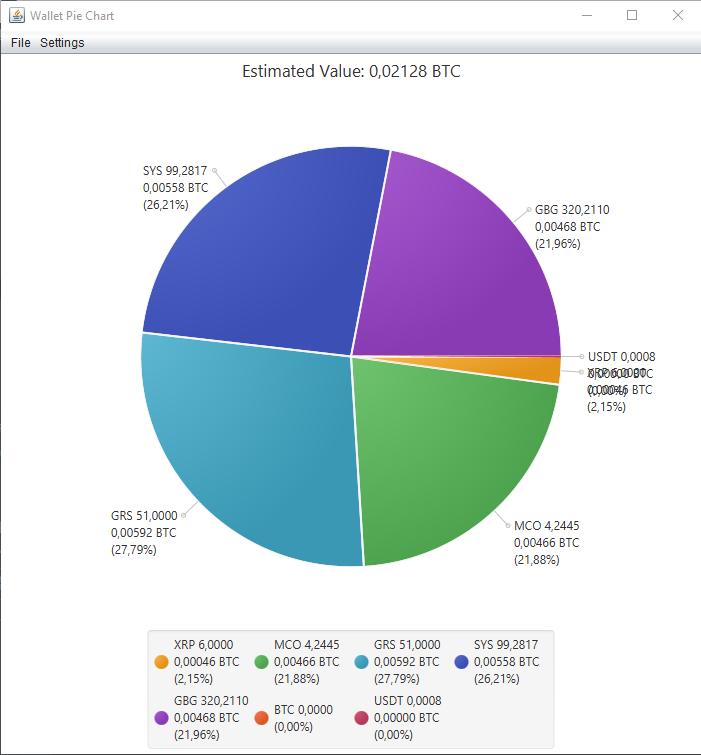 Wallet Pie Chart
File Settings
Estimated Value: 0,02128 BTC
SYS 99,2817
0,00558 BTC
(26,21%)
GBG 320,2110
0,00468 BTC
(21,96%)
USDT 0,0008
0,00000 BTC
(0,00%)
XRP 6,0000
0,00046 BTC
(2,15%)
GRS 51,0000
0,00592 BTC
(27,79%)
MCO 4,2445
0,00466 BTC
(21,88%)
XRP 6,0000
0,00046 BTC
(2,15%)
MCO 4,2445
0,00466 BTC
(21,88%)
GRS 51,0000
0,00592 BTC
(27,79%)
SYS 99,2817
0,00558 BTC
(26,21%)
GBG 320,2110
0,00468 BTC
(21,96%)
BTC 0,0000
(0,00%)
USDT 0,0008
0,00000 BTC
(0,00%)